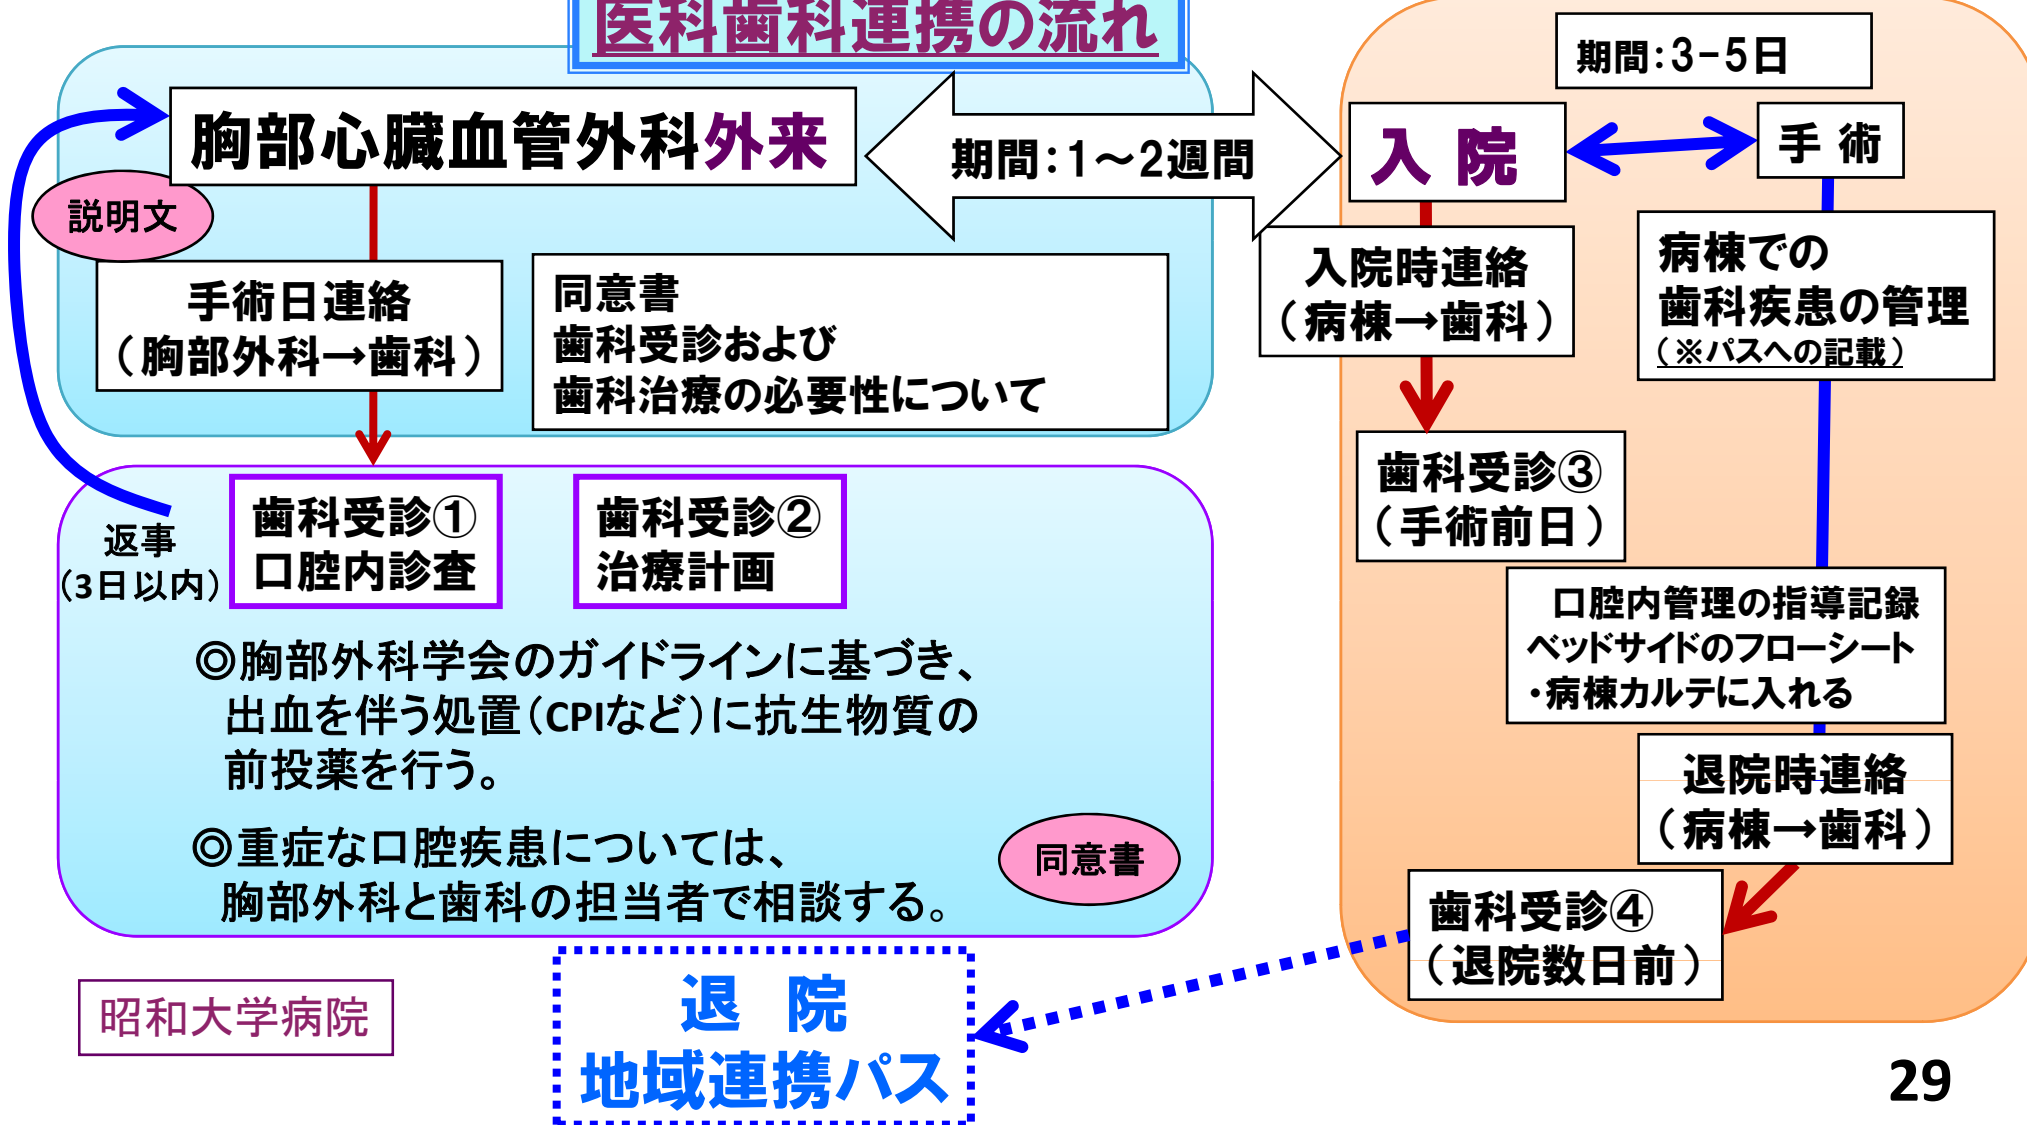 医科歯科連携の流れ
胸部心臓血管外科外来
説明文
手術日連絡
（胸部外科→歯科）
同意書
歯科受診および
歯科治療の必要性について
期間：1～2週間
返事
（3日以内）
歯科受診①
口腔内診査
歯科受診②
治療計画
◎胸部外科学会のガイドラインに基づき、
出血を伴う処置（CPIなど）に抗生物質の
前投薬を行う。
◎重症な口腔疾患については、
胸部外科と歯科の担当者で相談する。
同意書
期間：3-5日
入 院
手 術
入院時連絡
（病棟→歯科）
病棟での
歯科疾患の管理
（※パスへの記載）
歯科受診③
（手術前日）
口腔内管理の指導記録
ベッドサイドのフローシート
・病棟カルテに入れる
退院時連絡
（病棟→歯科）
歯科受診④
（退院数日前）
退 院
地域連携パス
昭和大学病院
29